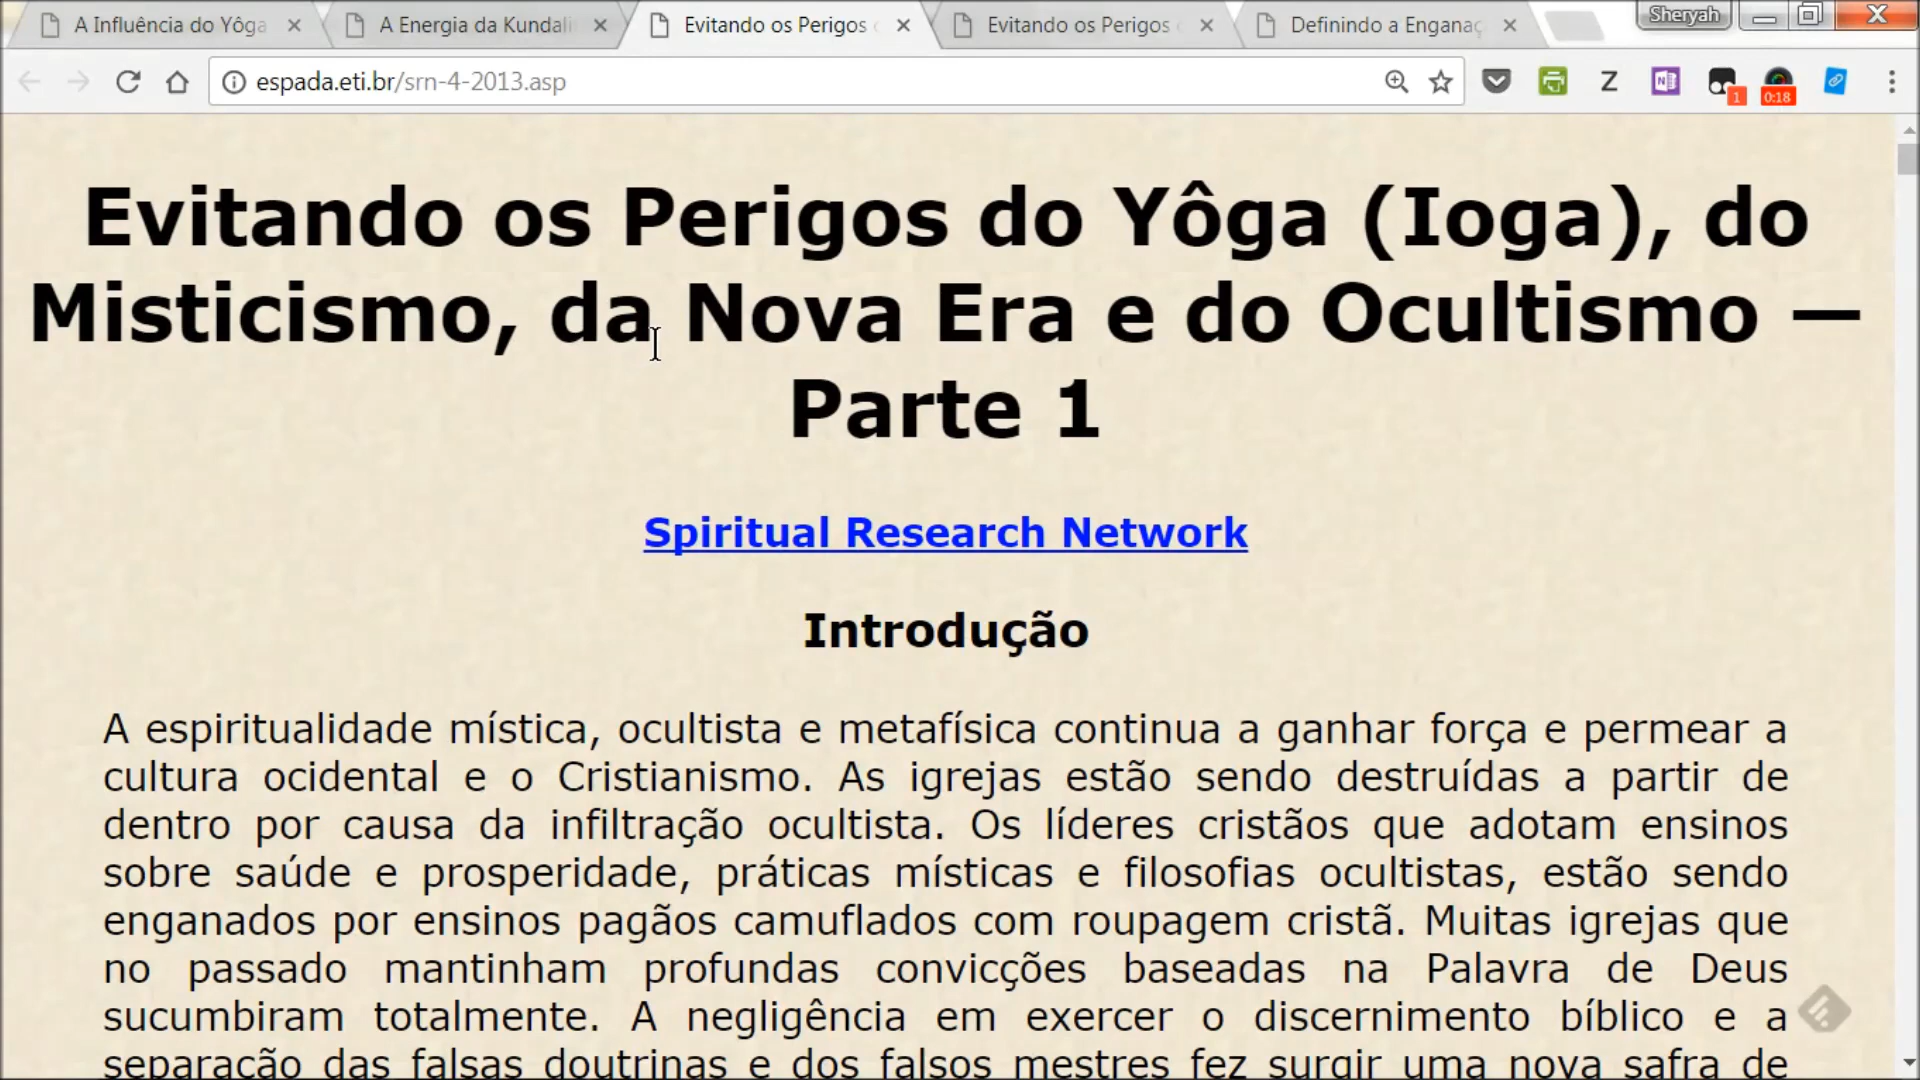 A Influência do Yôga
A Energia da Kundali
Evitando os Perigos
Evitando os Perigos
Definindo a Enganaç
Sheryah
espada.eti.br/srn-4-2013.asp
Z
N
1
0:18
Evitando os Perigos do Yôga (Ioga), do
Misticismo, da Nova Era e do Ocultismo —
Parte 1
Spiritual Research Network
Introdução
A espiritualidade mística, ocultista e metafísica continua a ganhar força e permear a
cultura ocidental e o Cristianismo. As igrejas estão sendo destruídas a partir de
dentro por causa da infiltração ocultista. Os líderes cristãos que adotam ensinos
sobre saúde e prosperidade, práticas místicas e filosofias ocultistas, estão sendo
enganados por ensinos pagãos camuflados com roupagem cristã. Muitas igrejas que
no passado mantinham profundas convicções baseadas na Palavra de Deus
sucumbiram totalmente. A negligência em exercer o discernimento bíblico e a
separação das falsas doutrinas e dos falsos mestres fez surgir uma nova safra de